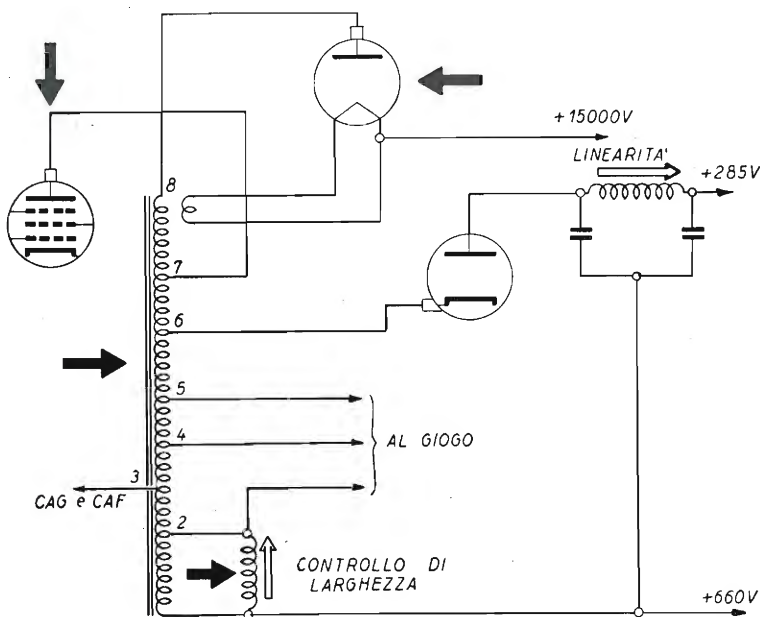 +15000V
LINEARITA'
+285V
8
7
6
5
4
AL GIOGO
3
CAG e CAF
2
CONTROLLO DI
LARGHEZZA
+660V